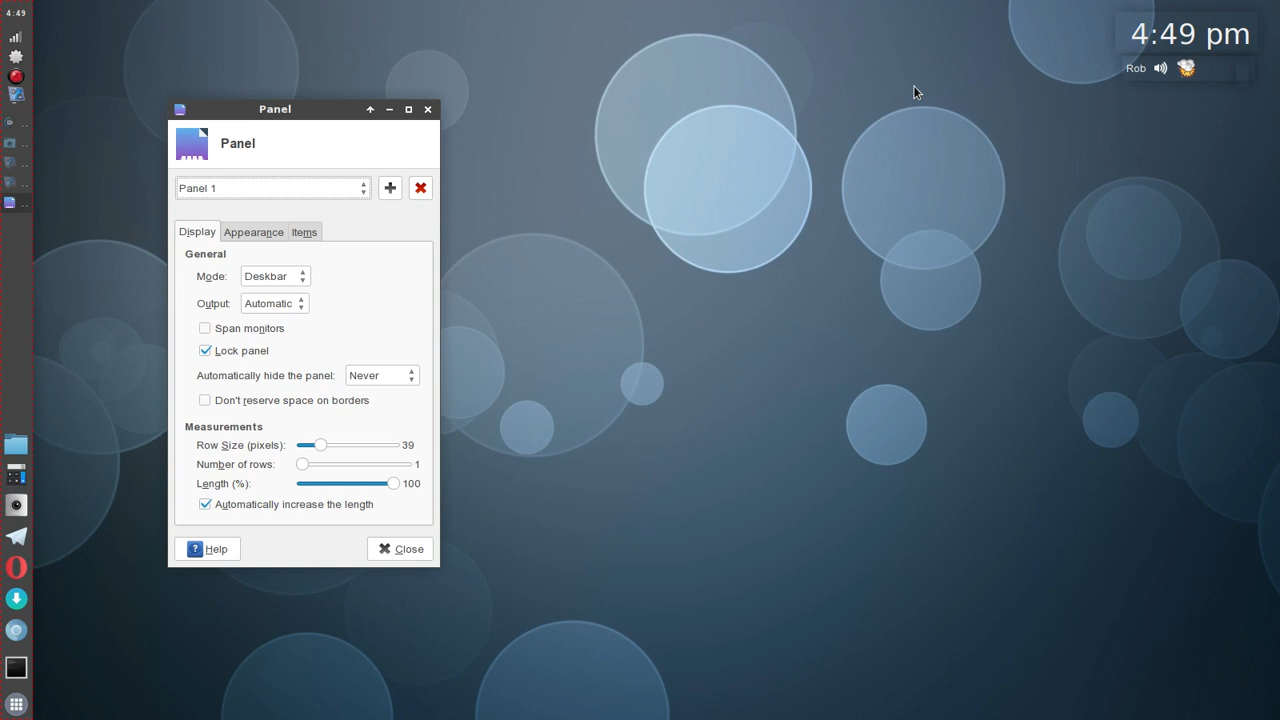 4:49
4:49 pm
Rob
Panel
Panel
Panel 1
Display Appearance Items
General
Mode: Deskbar
Output: Automatic
Span monitors
Lock panel
Automatically hide the panel: Never
Don't reserve space on borders
Measurements
Row Size (pixels): 39
Number of rows: 1
Length (%): 100
Automatically increase the length
? Help
Close